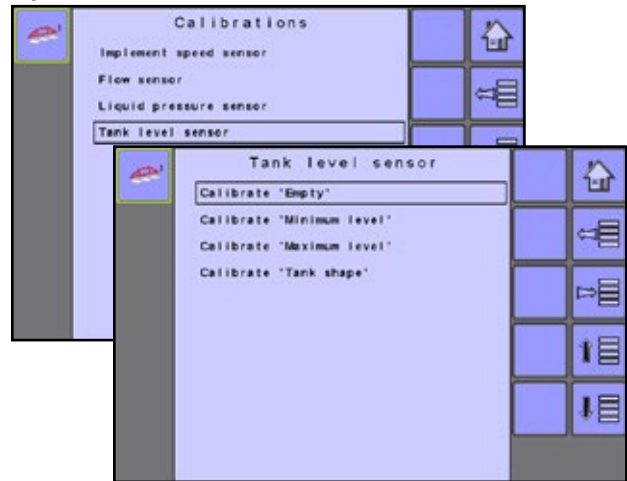 Calibrations
Implement speed sensor
Flow sensor
Liquid pressure sensor
Tank level sensor
Tank level sensor
Calibrate "Empty"
Calibrate "Minimum level"
Calibrate "Maximum level"
Calibrate "Tank shape"